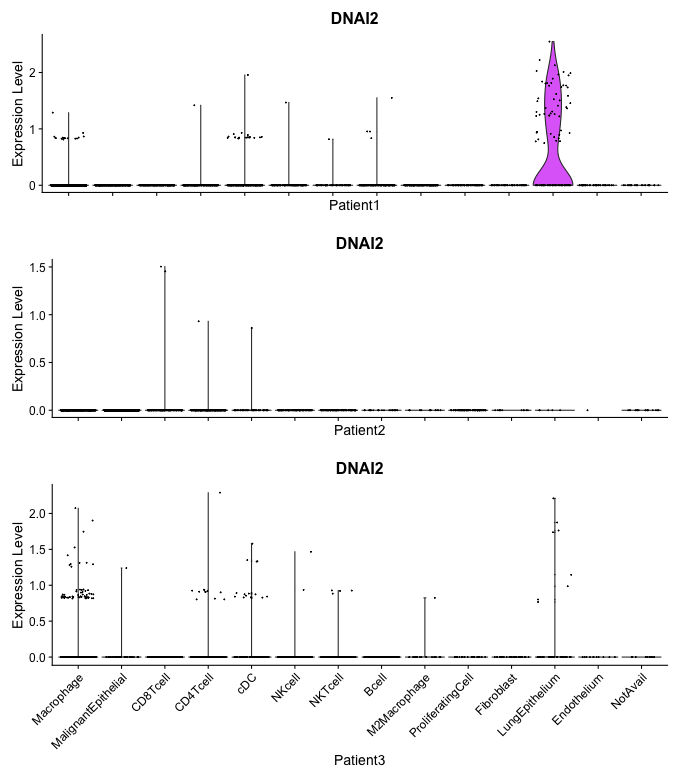 DNAI2
Expression Level
2
1
0
Patient1
DNAI2
Expression Level
1.5
1.0
0.5
0.0
Patient2
DNAI2
Expression Level
2.0
1.5
1.0
0.5
0.0
Macrophage
MalignantEpithelial
CD8Tcell
CD4Tcell
cDC
NKcell
NKTcell
Bcell
M2Macrophage
ProliferatingCell
Fibroblast
LungEpithelium
Endothelium
NotAvail
Patient3